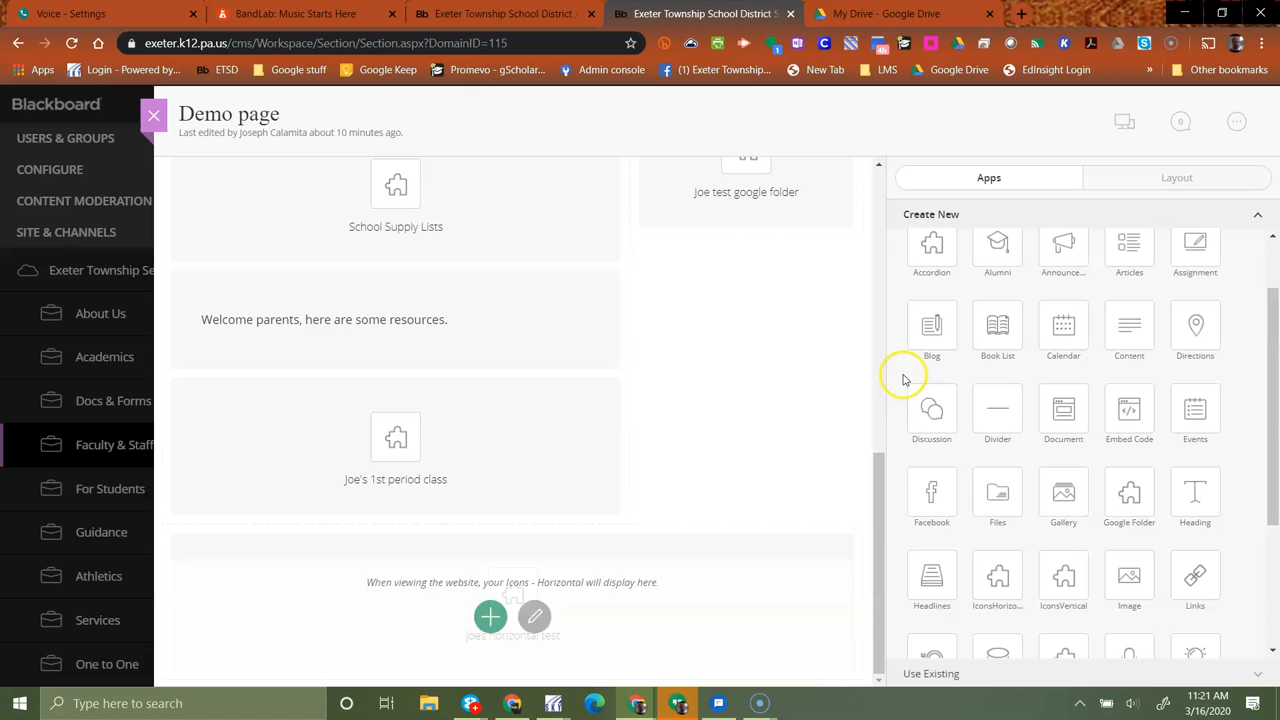 Voice - Settings
BandLab: Music Starts Here
Exeter Township School District /
Exeter Township School District S
My Drive - Google Drive
exeter.k12.pa.us/cms/Workspace/Section/Section.aspx?DomainID=115
Apps
Login - Powered by...
ETSD
Google stuff
Google Keep
Promevo - gScholar...
Admin console
(1) Exeter Township...
New Tab
LMS
Google Drive
EdInsight Login
Other bookmarks
Blackboard
USERS & GROUPS
CONFIGURE
CONTENT MODERATION
SITE & CHANNELS
Exeter Township Se
About Us
Academics
Docs & Forms
Faculty & Staff
For Students
Guidance
Athletics
Services
One to One
Demo page
Last edited by Joseph Calamita about 10 minutes ago.
0
School Supply Lists
Joe test google folder
Welcome parents, here are some resources.
Joe's 1st period class
When viewing the website, your Icons - Horizontal will display here.
Joes horizontal test
Apps
Layout
Create New
Accordion
Alumni
Announce...
Articles
Assignment
Blog
Book List
Calendar
Content
Directions
Discussion
Divider
Document
Embed Code
Events
Facebook
Files
Gallery
Google Folder
Heading
Headlines
IconsHorizo...
IconsVertical
Image
Links
Use Existing
Type here to search
11:21 AM
3/16/2020